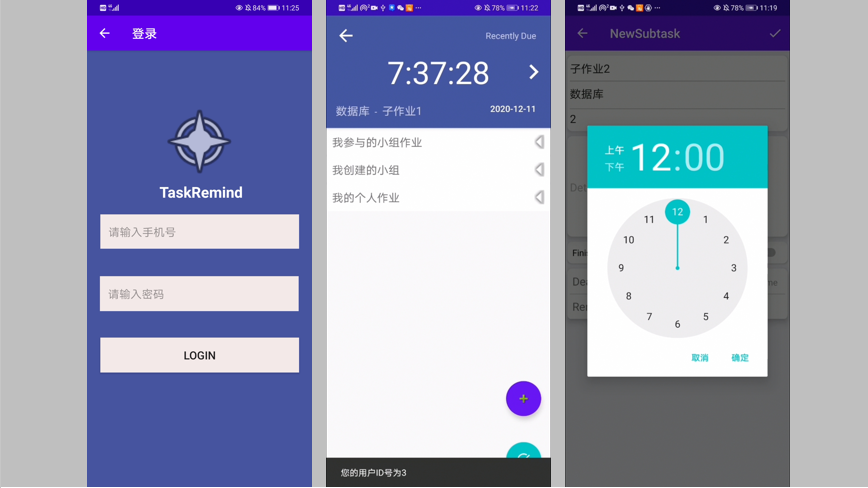 84% 11:25
登录
TaskRemind
请输入手机号
请输入密码
LOGIN
78% 11:22
Recently Due
7:37:28
数据库 - 子作业1
2020-12-11
我参与的小组作业
我创建的小组
我的个人作业
+
您的用户ID号为3
78% 11:19
NewSubtask
子作业2
数据库
2
上午
下午
12:00
12
11
1
10
2
9
3
8
4
7
5
6
取消
确定